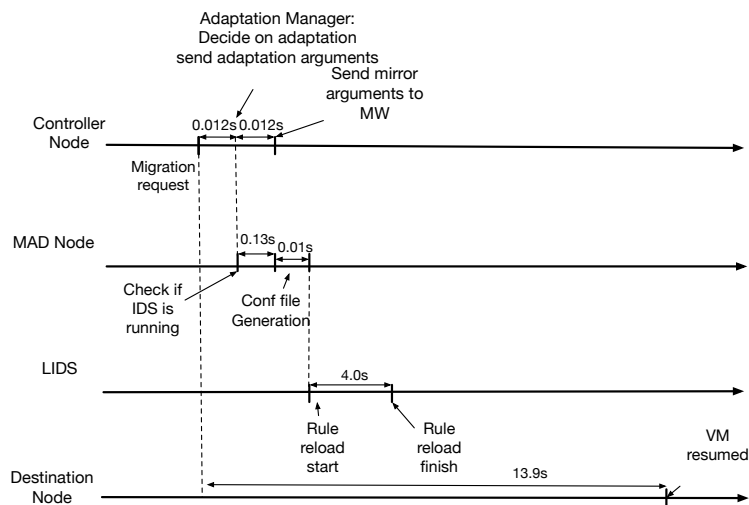 Adaptation Manager:
Decide on adaptation
send adaptation arguments
Send mirror
arguments to
MW
0.012s 0.012s
Controller
Node
Migration
request
MAD Node
0.13s
0.01s
Check if
IDS is
running
Conf file
Generation
LIDS
4.0s
Rule
reload
start
Rule
reload
finish
VM
resumed
Destination
Node
13.9s